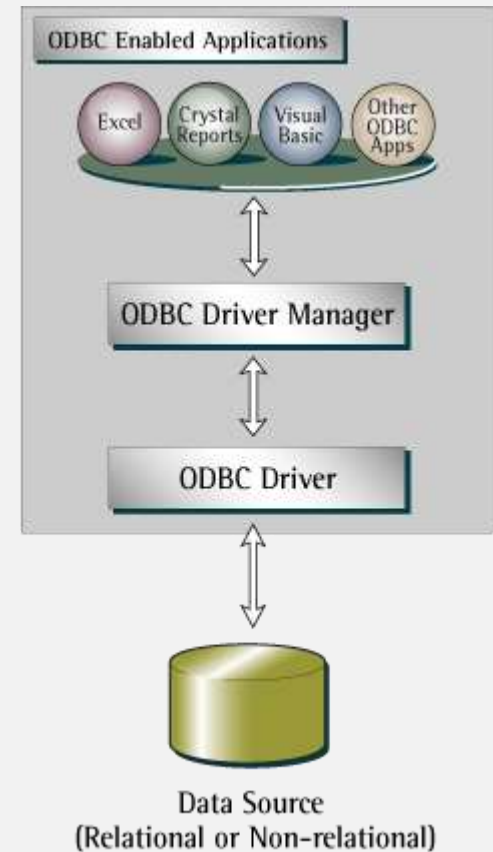 ODBC Enabled Applications
Excel
Crystal
Reports
Visual
Basic
Other
ODBC
Apps
ODBC Driver Manager
ODBC Driver
Data Source
(Relational or Non-relational)